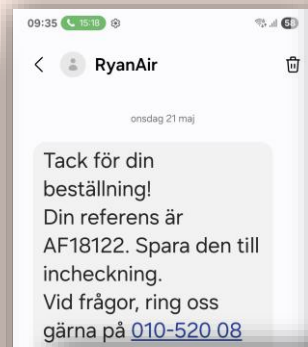 09:35 15:18
RyanAir
onsdag 21 maj
Tack för din
beställning!
Din referens är
AF18122. Spara den till
incheckning.
Vid frågor, ring oss
gärna på 010-520 08